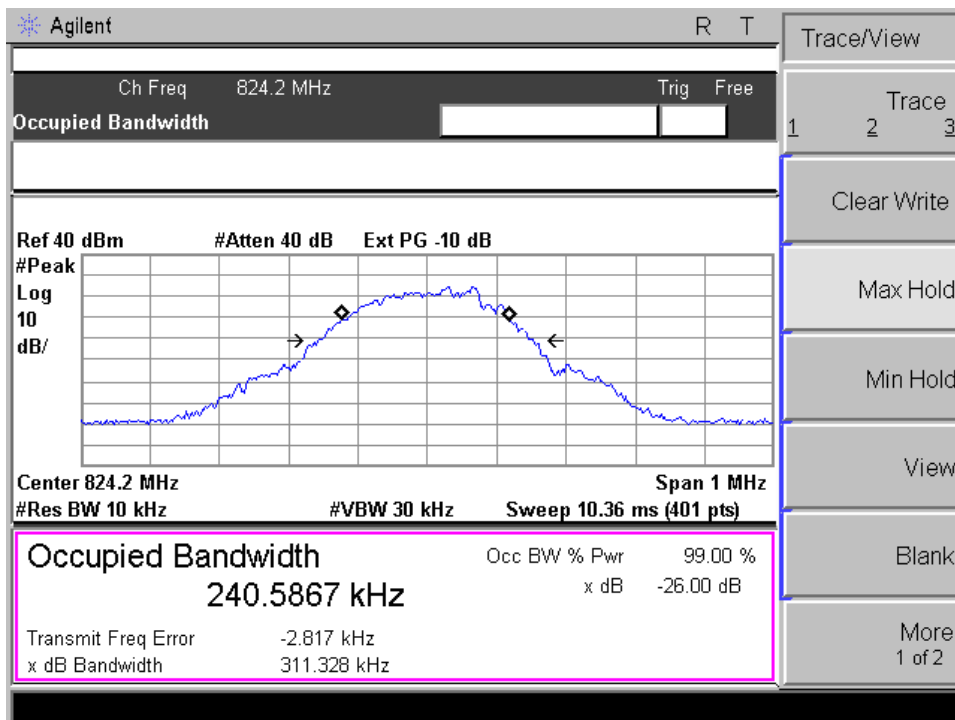 Agilent R T
Trace/View
Ch Freq 824.2 MHz Trig Free
Occupied Bandwidth
Trace
1 2 3
Clear Write
Ref 40 dBm #Atten 40 dB Ext PG -10 dB
#Peak
Log
10
dB/
Max Hold
Min Hold
View
Center 824.2 MHz Span 1 MHz
#Res BW 10 kHz #VBW 30 kHz Sweep 10.36 ms (401 pts)
Occupied Bandwidth Occ BW % Pwr 99.00 %
240.5867 kHz x dB -26.00 dB
Blank
Transmit Freq Error -2.817 kHz
x dB Bandwidth 311.328 kHz
More
1 of 2